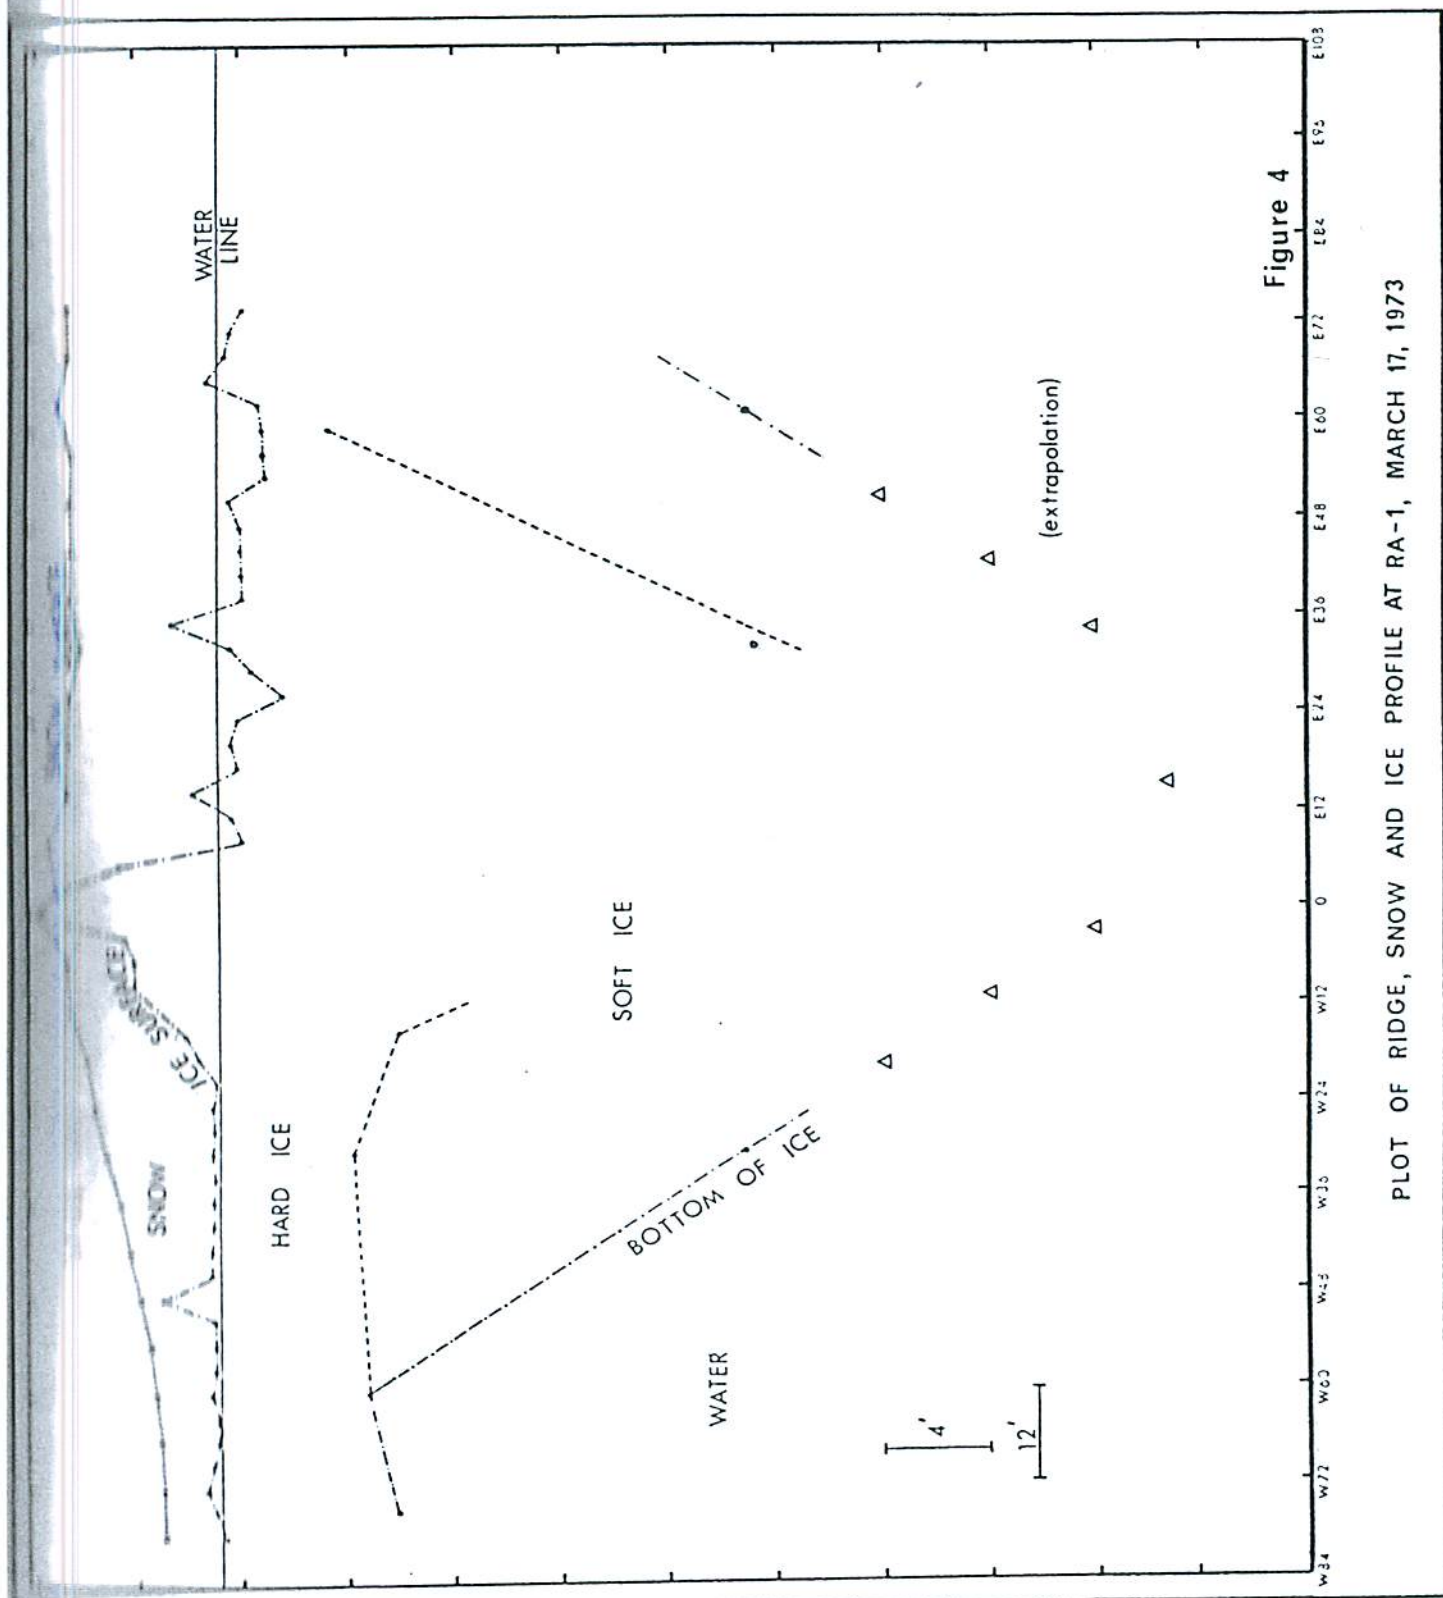 WATER
LINE
ICE SURFACE
SNOW
HARD ICE
SOFT ICE
BOTTOM OF ICE
WATER
(extrapolation)
4'
12'
Figure 4
W84 W72 W60 W48 W36 W24 W12 0 E12 E24 E36 E48 E60 E72 E84 E96 E108
PLOT OF RIDGE, SNOW AND ICE PROFILE AT RA-1, MARCH 17, 1973